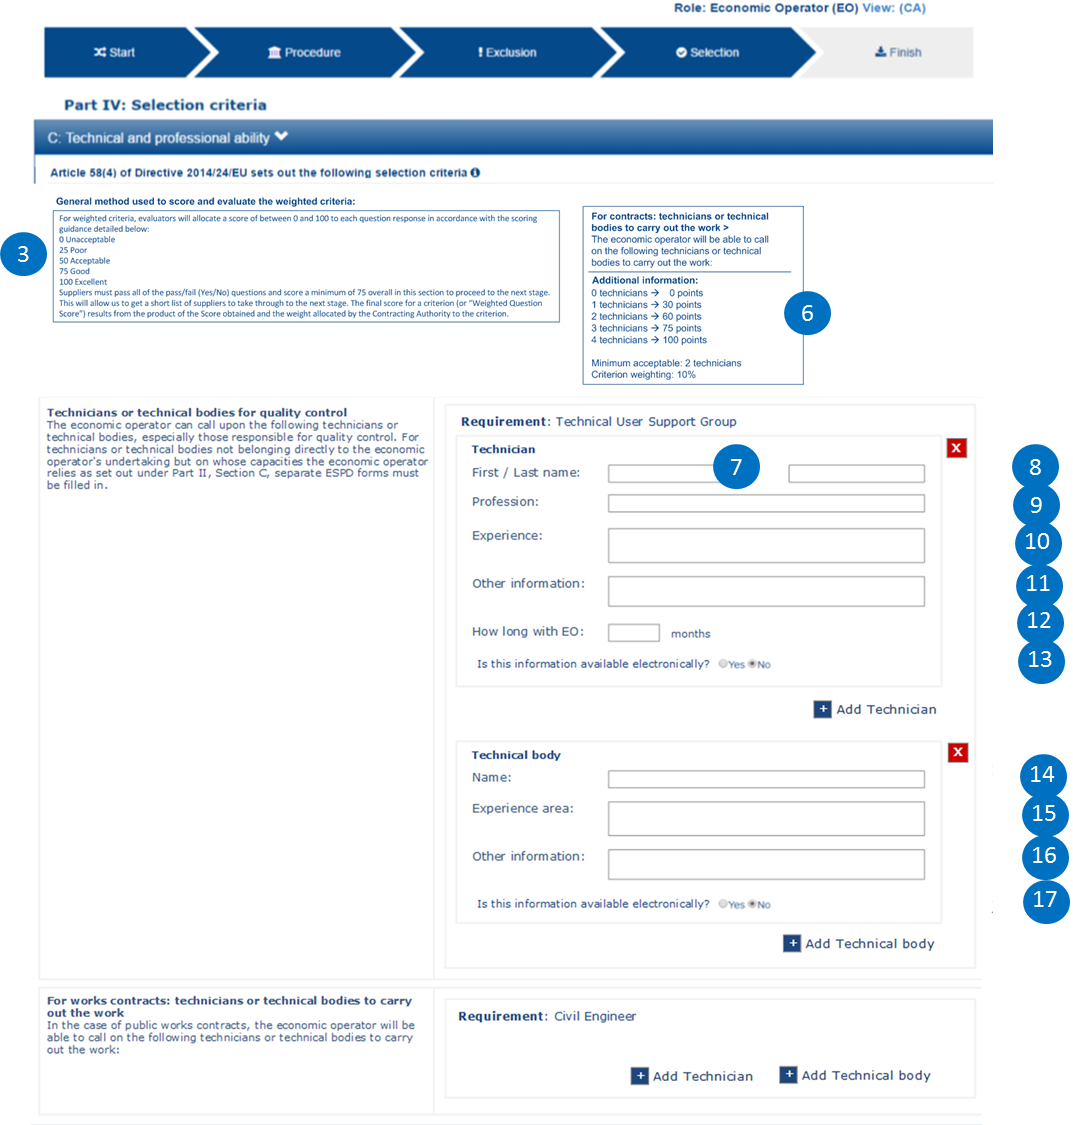 Role: Economic Operator (EO) View: (CA)
Start
Procedure
Exclusion
Selection
Finish
Part IV: Selection criteria
C: Technical and professional ability
Article 58(4) of Directive 2014/24/EU sets out the following selection criteria
General method used to score and evaluate the weighted criteria:
For weighted criteria, evaluators will allocate a score of between 0 and 100 to each question response in accordance with the scoring
guidance detailed below:
0 Unacceptable
25 Poor
50 Acceptable
75 Good
100 Excellent
Suppliers must pass all of the pass/fail (Yes/No) questions and score a minimum of 75 overall in this section to proceed to the next stage.
This will allow us to get a short list of suppliers to take through to the next stage. The final score for a criterion (or "Weighted Question
Score") results from the product of the Score obtained and the weight allocated by the Contracting Authority to the criterion.
3
For contracts: technicians or technical
bodies to carry out the work >
The economic operator will be able to call
on the following technicians or technical
bodies to carry out the work:
Additional information:
0 technicians → 0 points
1 technicians → 30 points
2 technicians → 60 points
3 technicians → 75 points
4 technicians → 100 points
Minimum acceptable: 2 technicians
Criterion weighting: 10%
6
Technicians or technical bodies for quality control
The economic operator can call upon the following technicians or
technical bodies, especially those responsible for quality control. For
technicians or technical bodies not belonging directly to the economic
operator's undertaking but on whose capacities the economic operator
relies as set out under Part II, Section C, separate ESPD forms must
be filled in.
Requirement: Technical User Support Group
Technician
X
First / Last name:
7
8
Profession:
9
Experience:
10
Other information:
11
How long with EO:
months
12
Is this information available electronically? Yes No
13
+ Add Technician
Technical body
X
Name:
14
Experience area:
15
Other information:
16
Is this information available electronically? Yes No
17
+ Add Technical body
For works contracts: technicians or technical bodies to carry
out the work
In the case of public works contracts, the economic operator will be
able to call on the following technicians or technical bodies to carry
out the work:
Requirement: Civil Engineer
+ Add Technician
+ Add Technical body